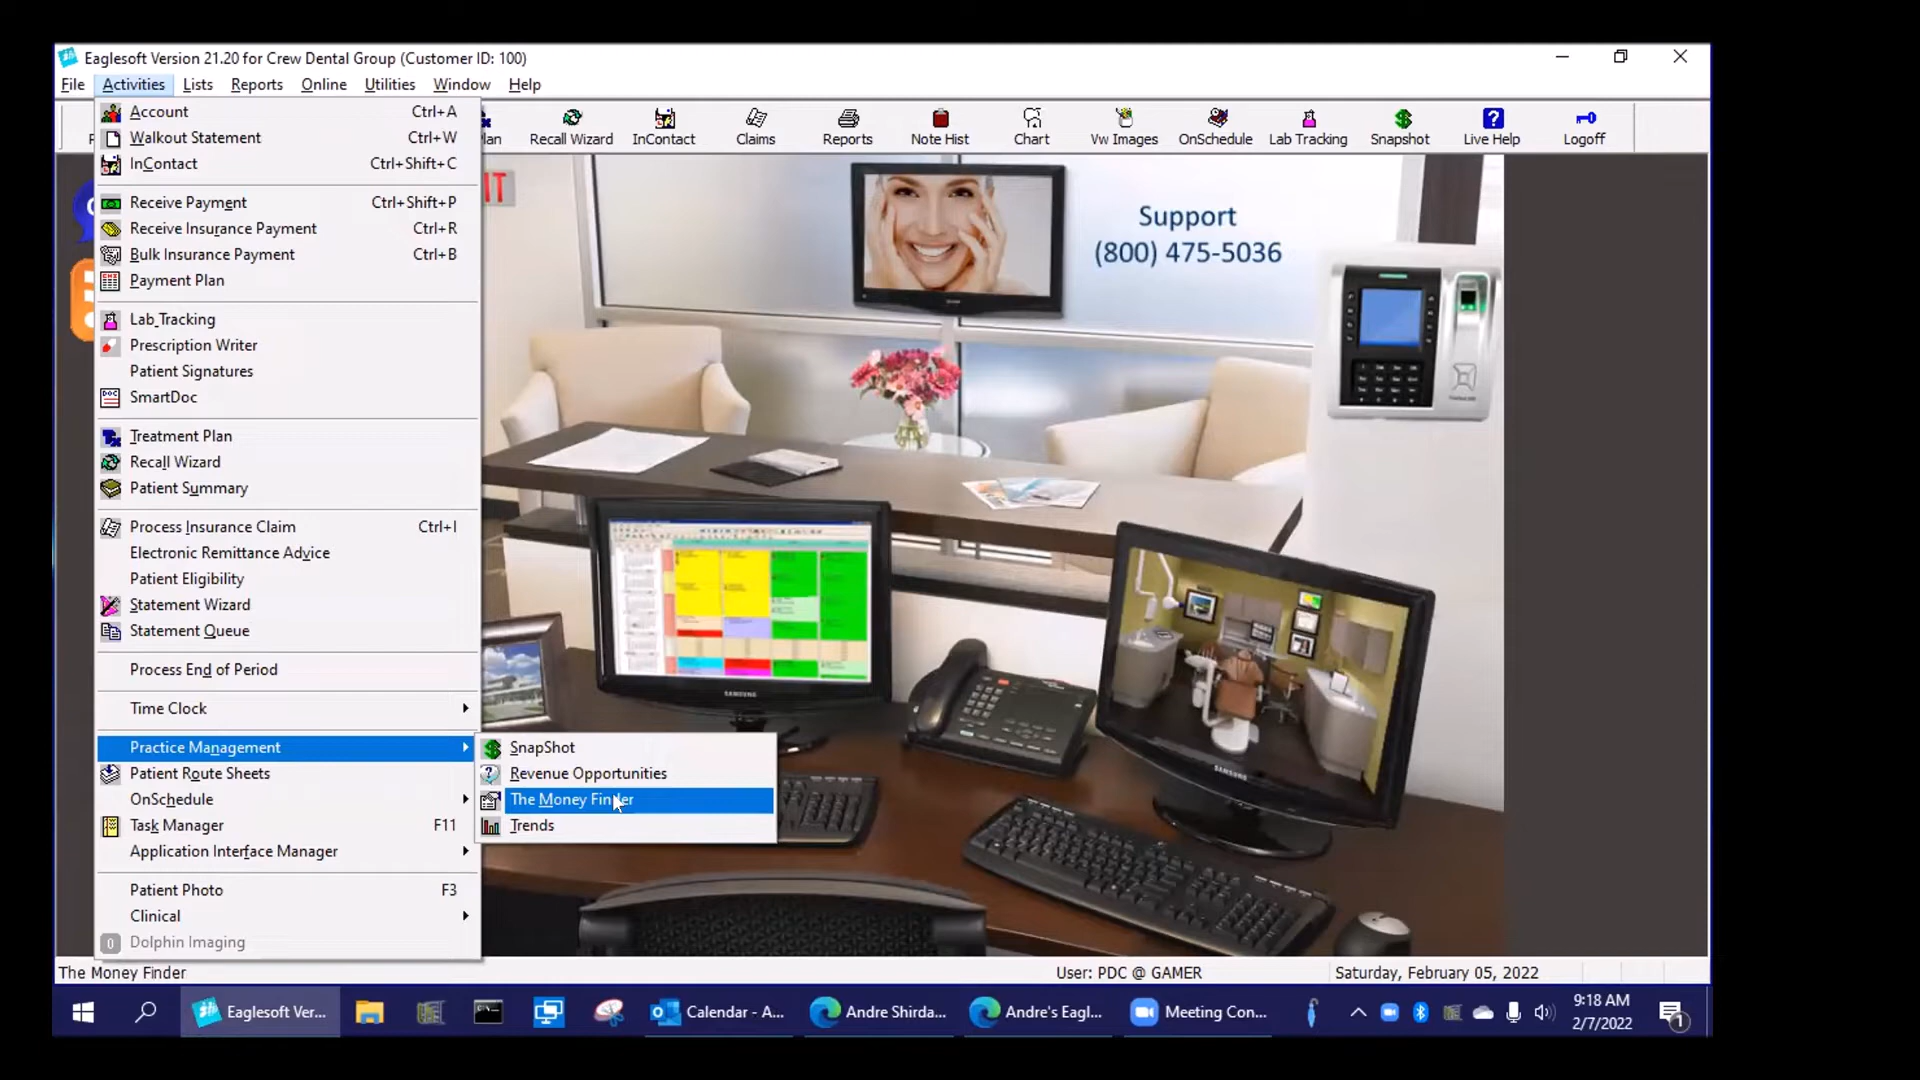 Eaglesoft Version 21.20 for Crew Dental Group (Customer ID: 100)
File Activities Lists Reports Online Utilities Window Help
Recall Wizard InContact Claims Reports Note Hist Chart Vw Images OnSchedule Lab Tracking Snapshot Live Help Logoff
Account Ctrl+A
Walkout Statement Ctrl+W
InContact Ctrl+Shift+C
Receive Payment Ctrl+Shift+P
Receive Insurance Payment Ctrl+R
Bulk Insurance Payment Ctrl+B
Payment Plan
Lab Tracking
Prescription Writer
Patient Signatures
SmartDoc
Treatment Plan
Recall Wizard
Patient Summary
Process Insurance Claim Ctrl+I
Electronic Remittance Advice
Patient Eligibility
Statement Wizard
Statement Queue
Process End of Period
Time Clock
Practice Management
Patient Route Sheets
OnSchedule
Task Manager F11
Application Interface Manager
Patient Photo F3
Clinical
Dolphin Imaging
SnapShot
Revenue Opportunities
The Money Finder
Trends
Support
(800) 475-5036
SAMSUNG
SAMSUNG
The Money Finder User: PDC @ GAMER Saturday, February 05, 2022
Eaglesoft Ver... Calendar - A... Andre Shirda... Andre's Eagl... Meeting Con... 9:18 AM
2/7/2022
1